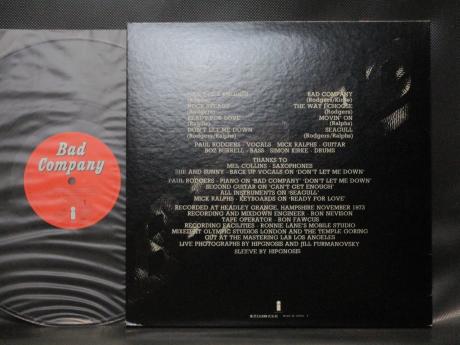 Bad
Company
CAN'T GET ENOUGH
(Ralphs)
ROCK STEADY
(Rodgers)
READY FOR LOVE
(Ralphs)
DON'T LET ME DOWN
(Rodgers/Ralphs)
BAD COMPANY
(Rodgers/Kirke)
THE WAY I CHOOSE
(Rodgers)
MOVIN' ON
(Ralphs)
SEAGULL
(Rodgers/Ralphs)
PAUL RODGERS - VOCALS MICK RALPHS - GUITAR
BOZ BURRELL - BASS SIMON KIRKE - DRUMS
THANKS TO
MEL COLLINS - SAXOPHONES
SUE AND SUNNY - BACK UP VOCALS ON 'DON'T LET ME DOWN'
PAUL RODGERS - PIANO ON 'BAD COMPANY' 'DON'T LET ME DOWN'
SECOND GUITAR ON 'CAN'T GET ENOUGH'
ALL INSTRUMENTS ON 'SEAGULL'
MICK RALPHS - KEYBOARDS ON 'READY FOR LOVE'
RECORDED AT HEADLEY GRANGE, HAMPSHIRE NOVEMBER 1973
RECORDING AND MIXDOWN ENGINEER - RON NEVISON
TAPE OPERATOR - RON FAWCUS
RECORDING FACILITIES - RONNIE LANE'S MOBILE STUDIO
MIXED AT OLYMPIC STUDIOS LONDON AND THE TEMPLE GORING
CUT AT THE MASTERING LAB LOS ANGELES
LIVE PHOTOGRAPHS BY HIPGNOSIS AND JILL FURMANOVSKY
SLEEVE BY HIPGNOSIS